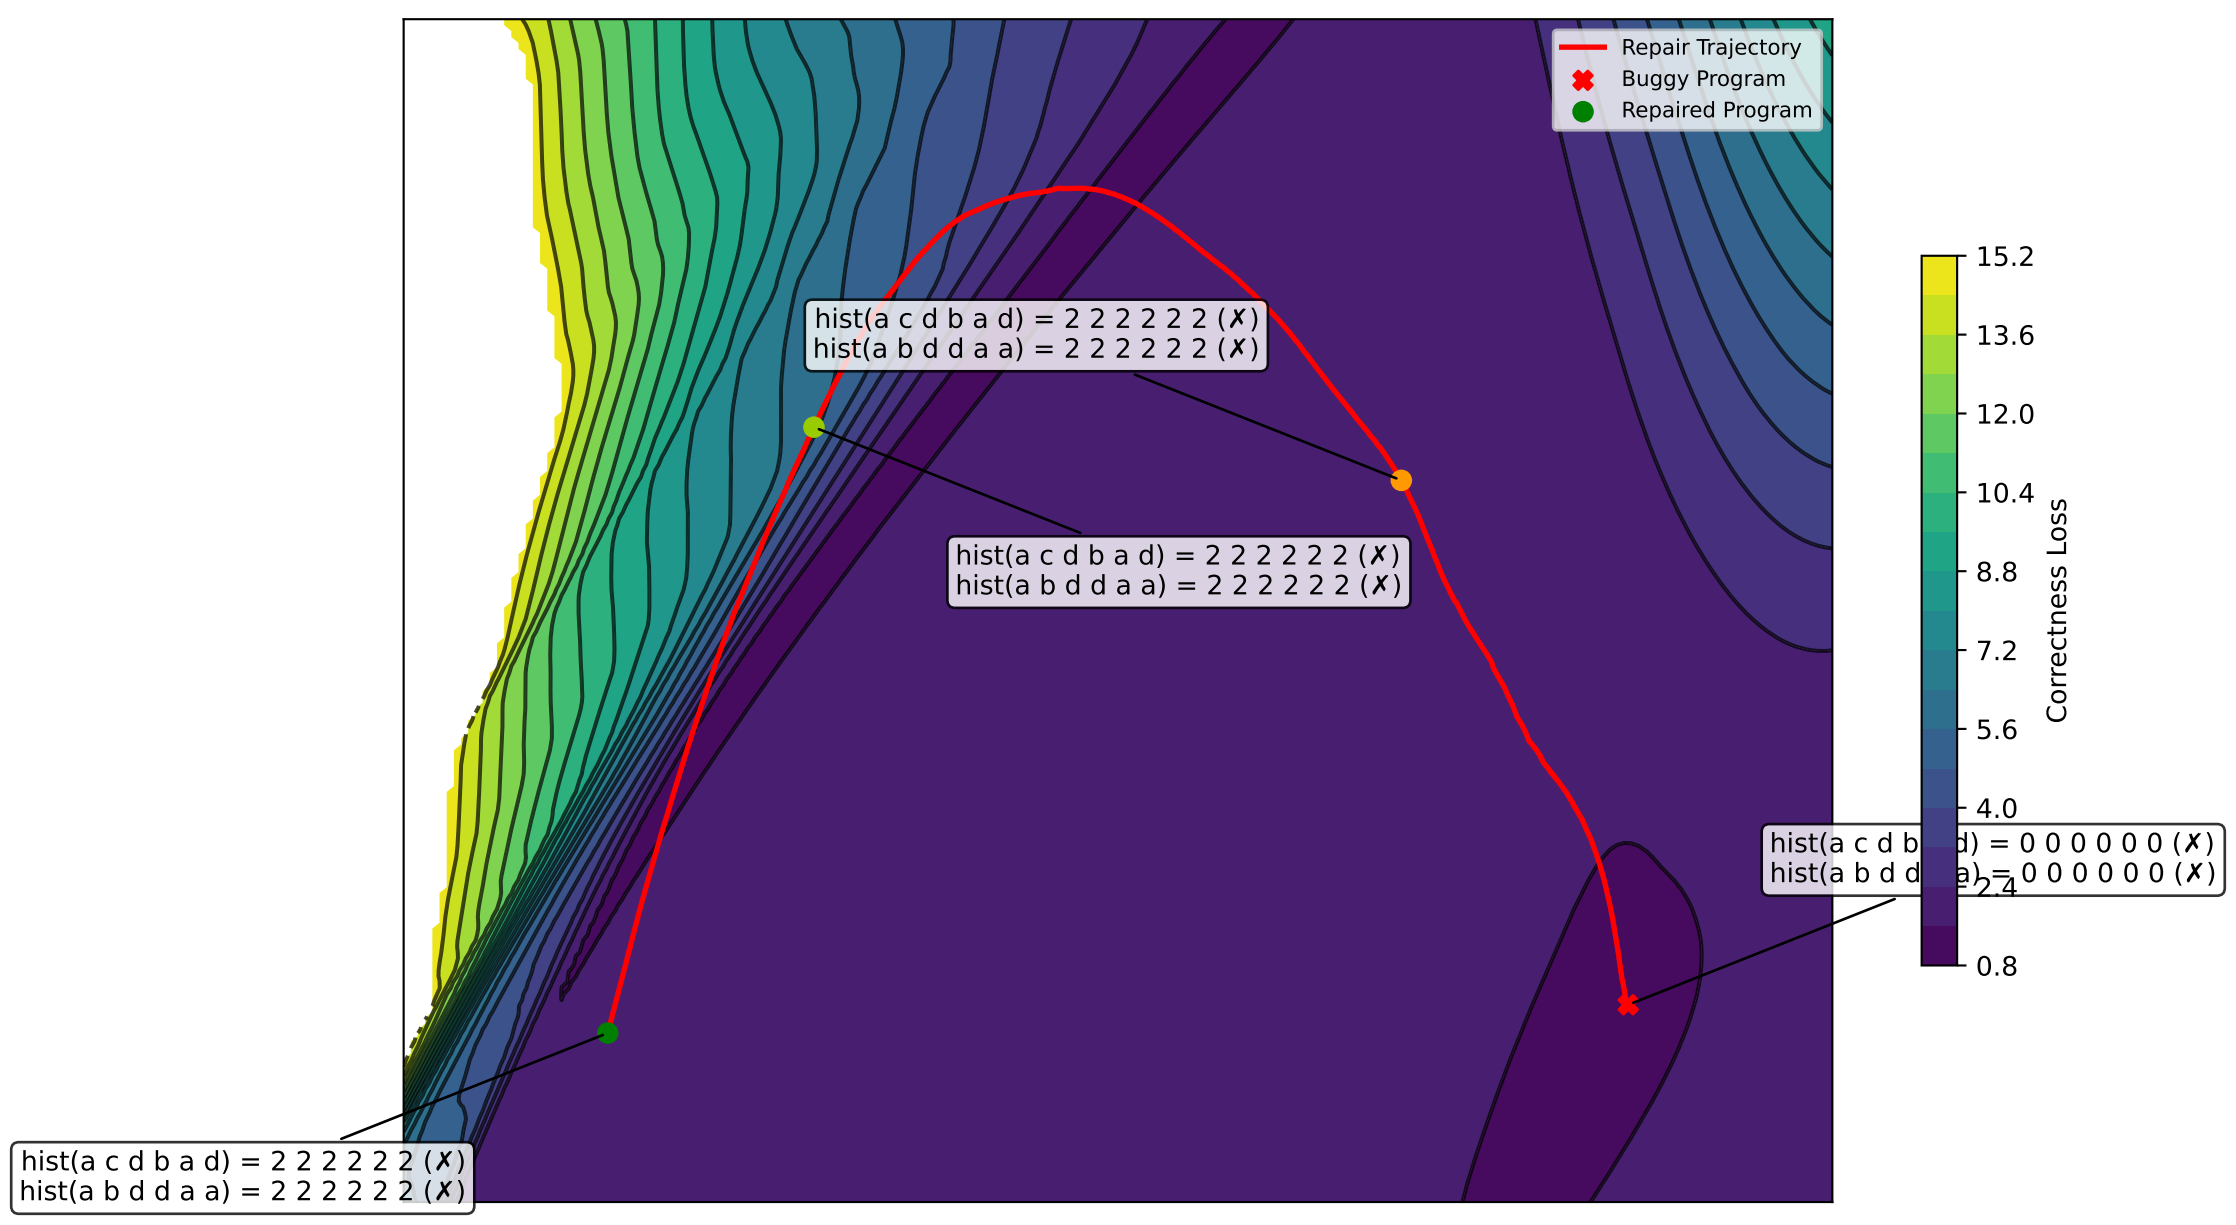 Repair Trajectory
Buggy Program
Repaired Program
hist(a c d b a d) = 2 2 2 2 2 2 (✗)
hist(a b d d a a) = 2 2 2 2 2 2 (✗)
hist(a c d b a d) = 2 2 2 2 2 2 (✗)
hist(a b d d a a) = 2 2 2 2 2 2 (✗)
hist(a c d b d) = 0 0 0 0 0 0 (✗)
hist(a b d d a) = 0 0 0 0 0 0 (✗)
hist(a c d b a d) = 2 2 2 2 2 2 (✗)
hist(a b d d a a) = 2 2 2 2 2 2 (✗)
15.2
13.6
12.0
10.4
8.8
7.2
5.6
4.0
2.4
0.8
Correctness Loss